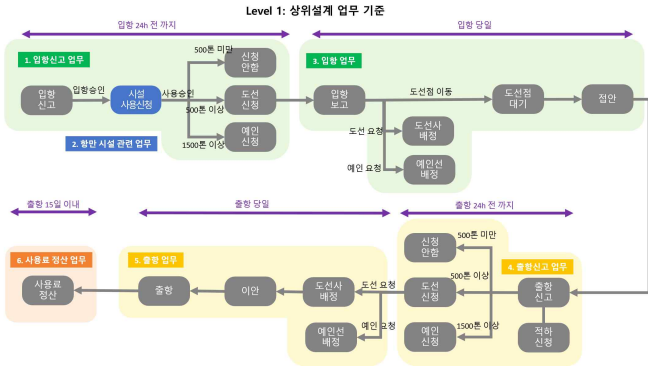 Level 1: 상위설계 업무 기준
입항 24h 전 까지
입항 당일
1. 입항신고 업무
3. 입항 업무
500톤 미만
신청
안함
입항
신고
입항승인
시설
사용신청
사용승인
500톤 이상
도선
신청
1500톤 이상
예인
신청
2. 항만 시설 관련 업무
입항
보고
도선점 이동
도선점
대기
접안
도선 요청
도선사
배정
예인 요청
예인선
배정
출항 15일 이내
출항 당일
출항 24h 전 까지
6. 사용료 정산 업무
5. 출항 업무
4. 출항신고 업무
사용료
정산
출항
이안
도선사
배정
도선 요청
예인선
배정
예인 요청
신청
안함
500톤 미만
도선
신청
500톤 이상
예인
신청
1500톤 이상
출항
신고
적하
신청